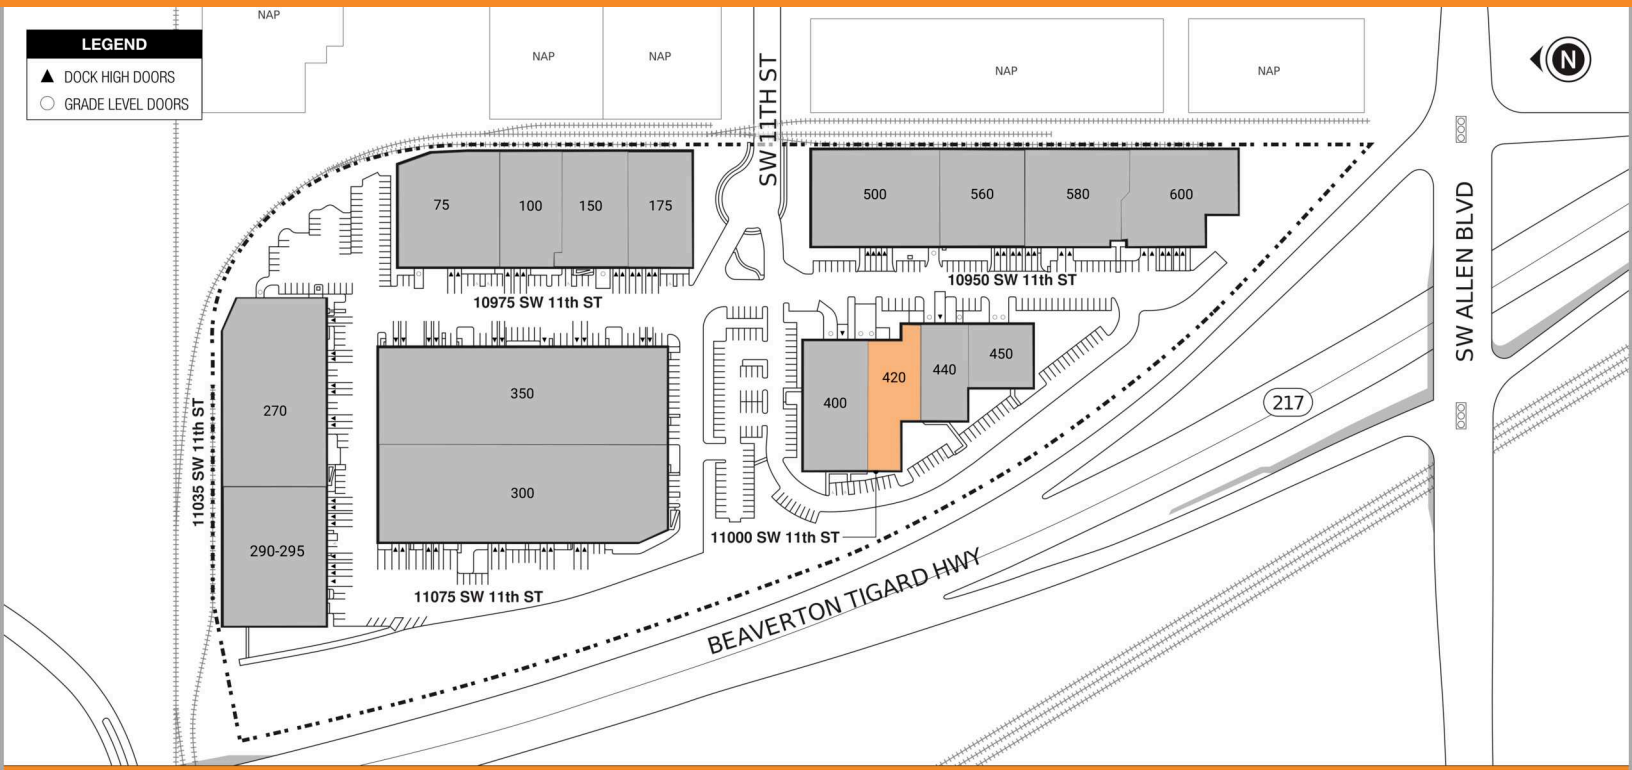 NAP
LEGEND
DOCK HIGH DOORS
GRADE LEVEL DOORS
NAP
NAP
NAP
NAP
N
SW 11TH ST
SW ALLEN BLVD
75
100
150
175
10975 SW 11th ST
500
560
580
600
10950 SW 11th ST
270
290-295
11035 SW 11th ST
350
300
11075 SW 11th ST
400
420
440
450
11000 SW 11th ST
217
BEAVERTON TIGARD HWY